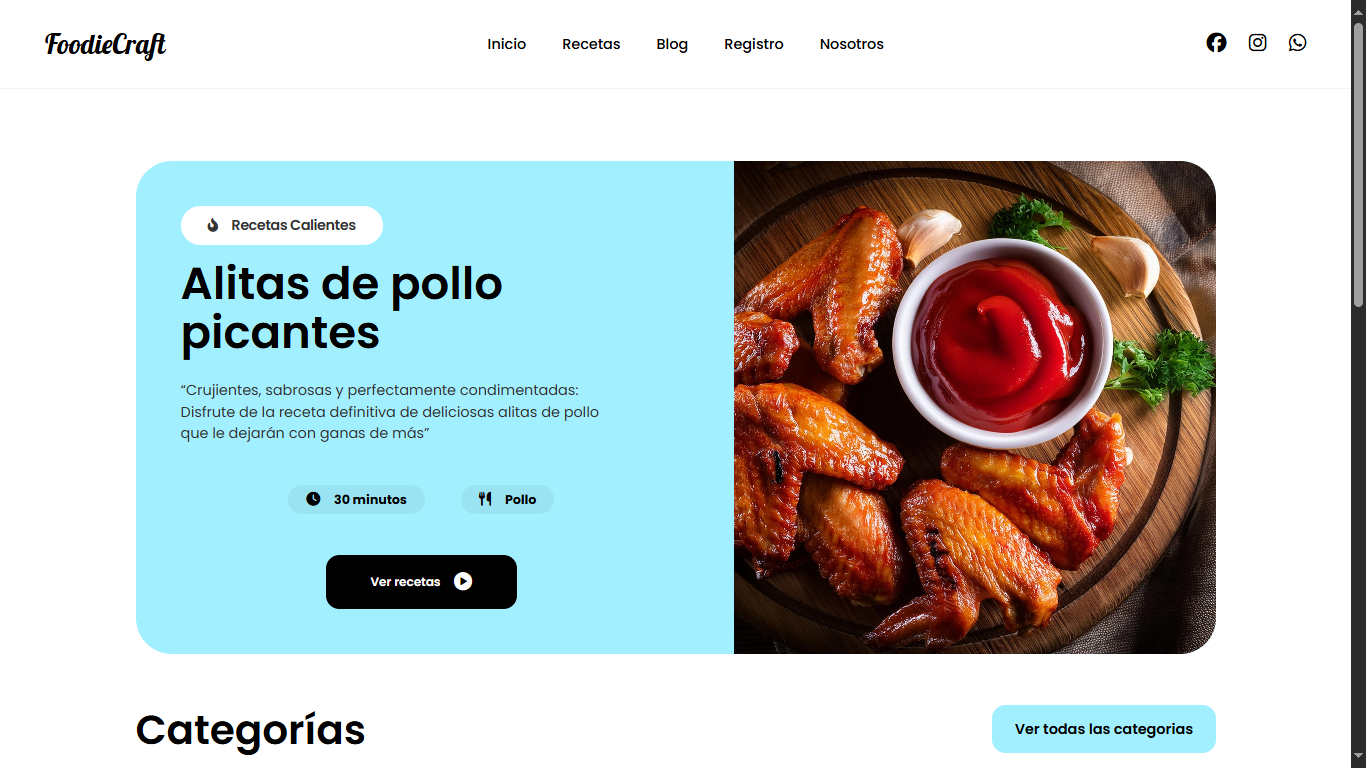 FoodieCraft
Inicio
Recetas
Blog
Registro
Nosotros
Recetas Calientes
Alitas de pollo
picantes
“Crujientes, sabrosas y perfectamente condimentadas:
Disfrute de la receta definitiva de deliciosas alitas de pollo
que le dejarán con ganas de más”
30 minutos
Pollo
Ver recetas
Categorías
Ver todas las categorias